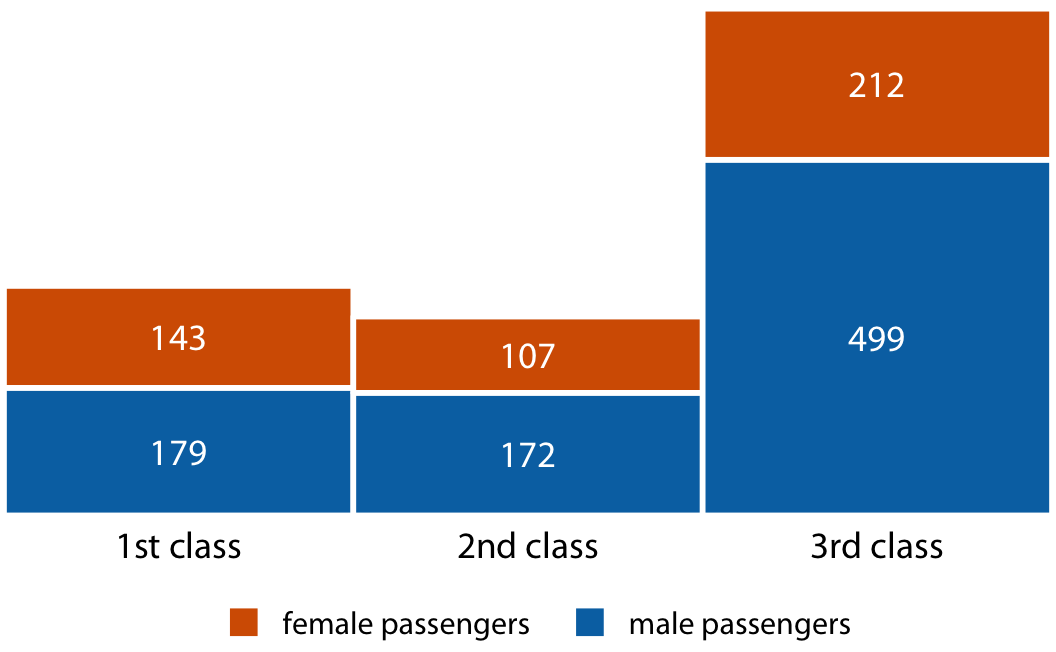 212
143
107
499
179
172
1st class
2nd class
3rd class
female passengers
male passengers